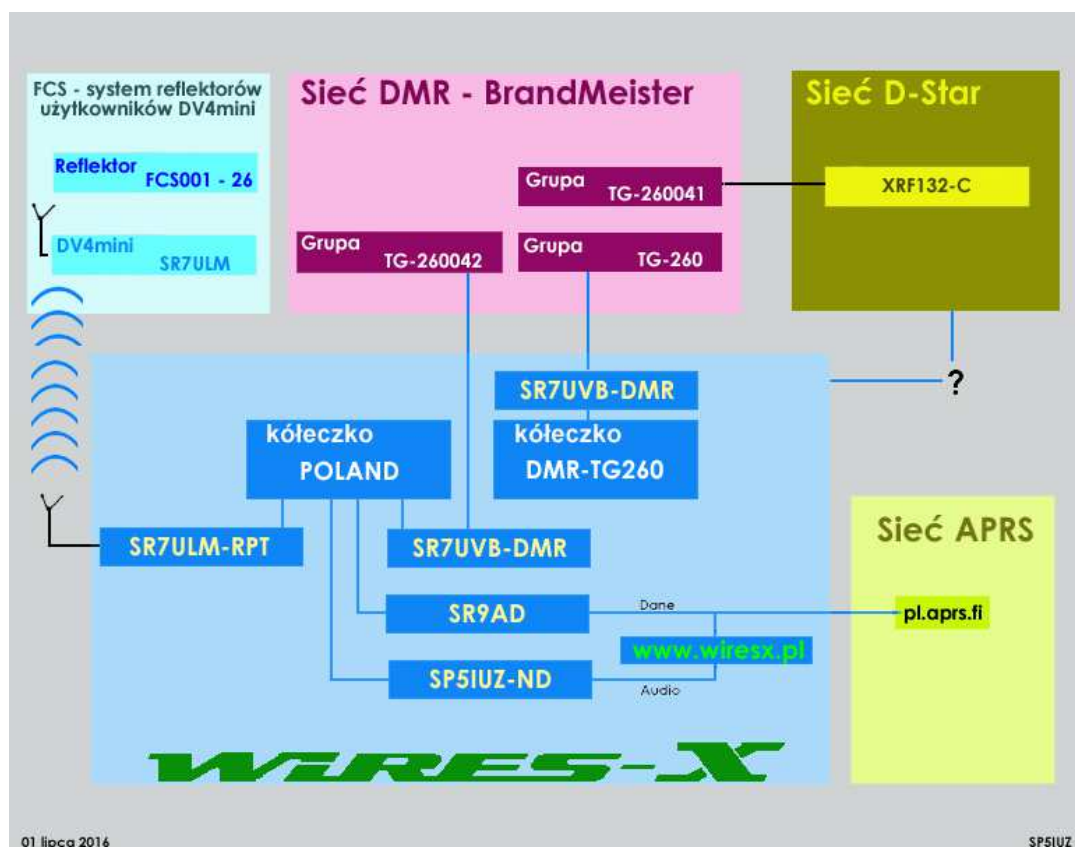 FCS - system reflektorów
użytkowników DV4mini
Reflektor
FCS001 - 26
DV4mini
SR7ULM
Sieć DMR - BrandMeister
Grupa
TG-260041
Grupa
TG-260042
Grupa
TG-260
Sieć D-Star
XRF132-C
?
SR7UVB-DMR
kółeczko
DMR-TG260
kółeczko
POLAND
SR7ULM-RPT
SR7UVB-DMR
SR9AD
Dane
www.wiresx.pl
SP5IUZ-ND
Audio
Sieć APRS
pl.aprs.fi
WiRES-X
01 lipca 2016
SP5IUZ